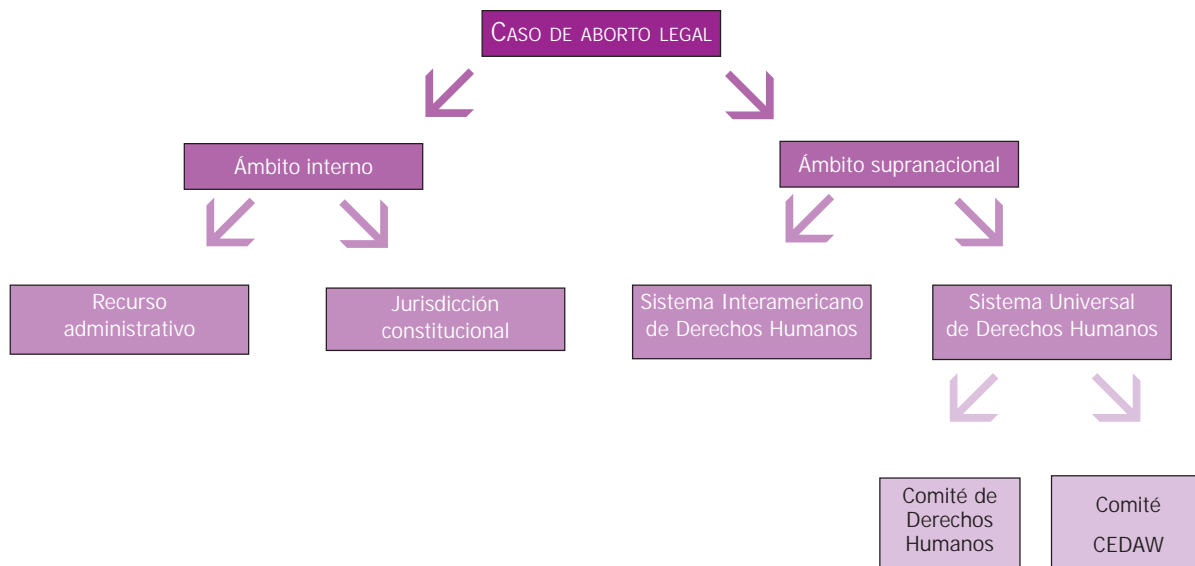 CASO DE ABORTO LEGAL
Ámbito interno
Ámbito supranacional
Recurso
administrativo
Jurisdicción
constitucional
Sistema Interamericano
de Derechos Humanos
Sistema Universal
de Derechos Humanos
Comité de
Derechos
Humanos
Comité
CEDAW